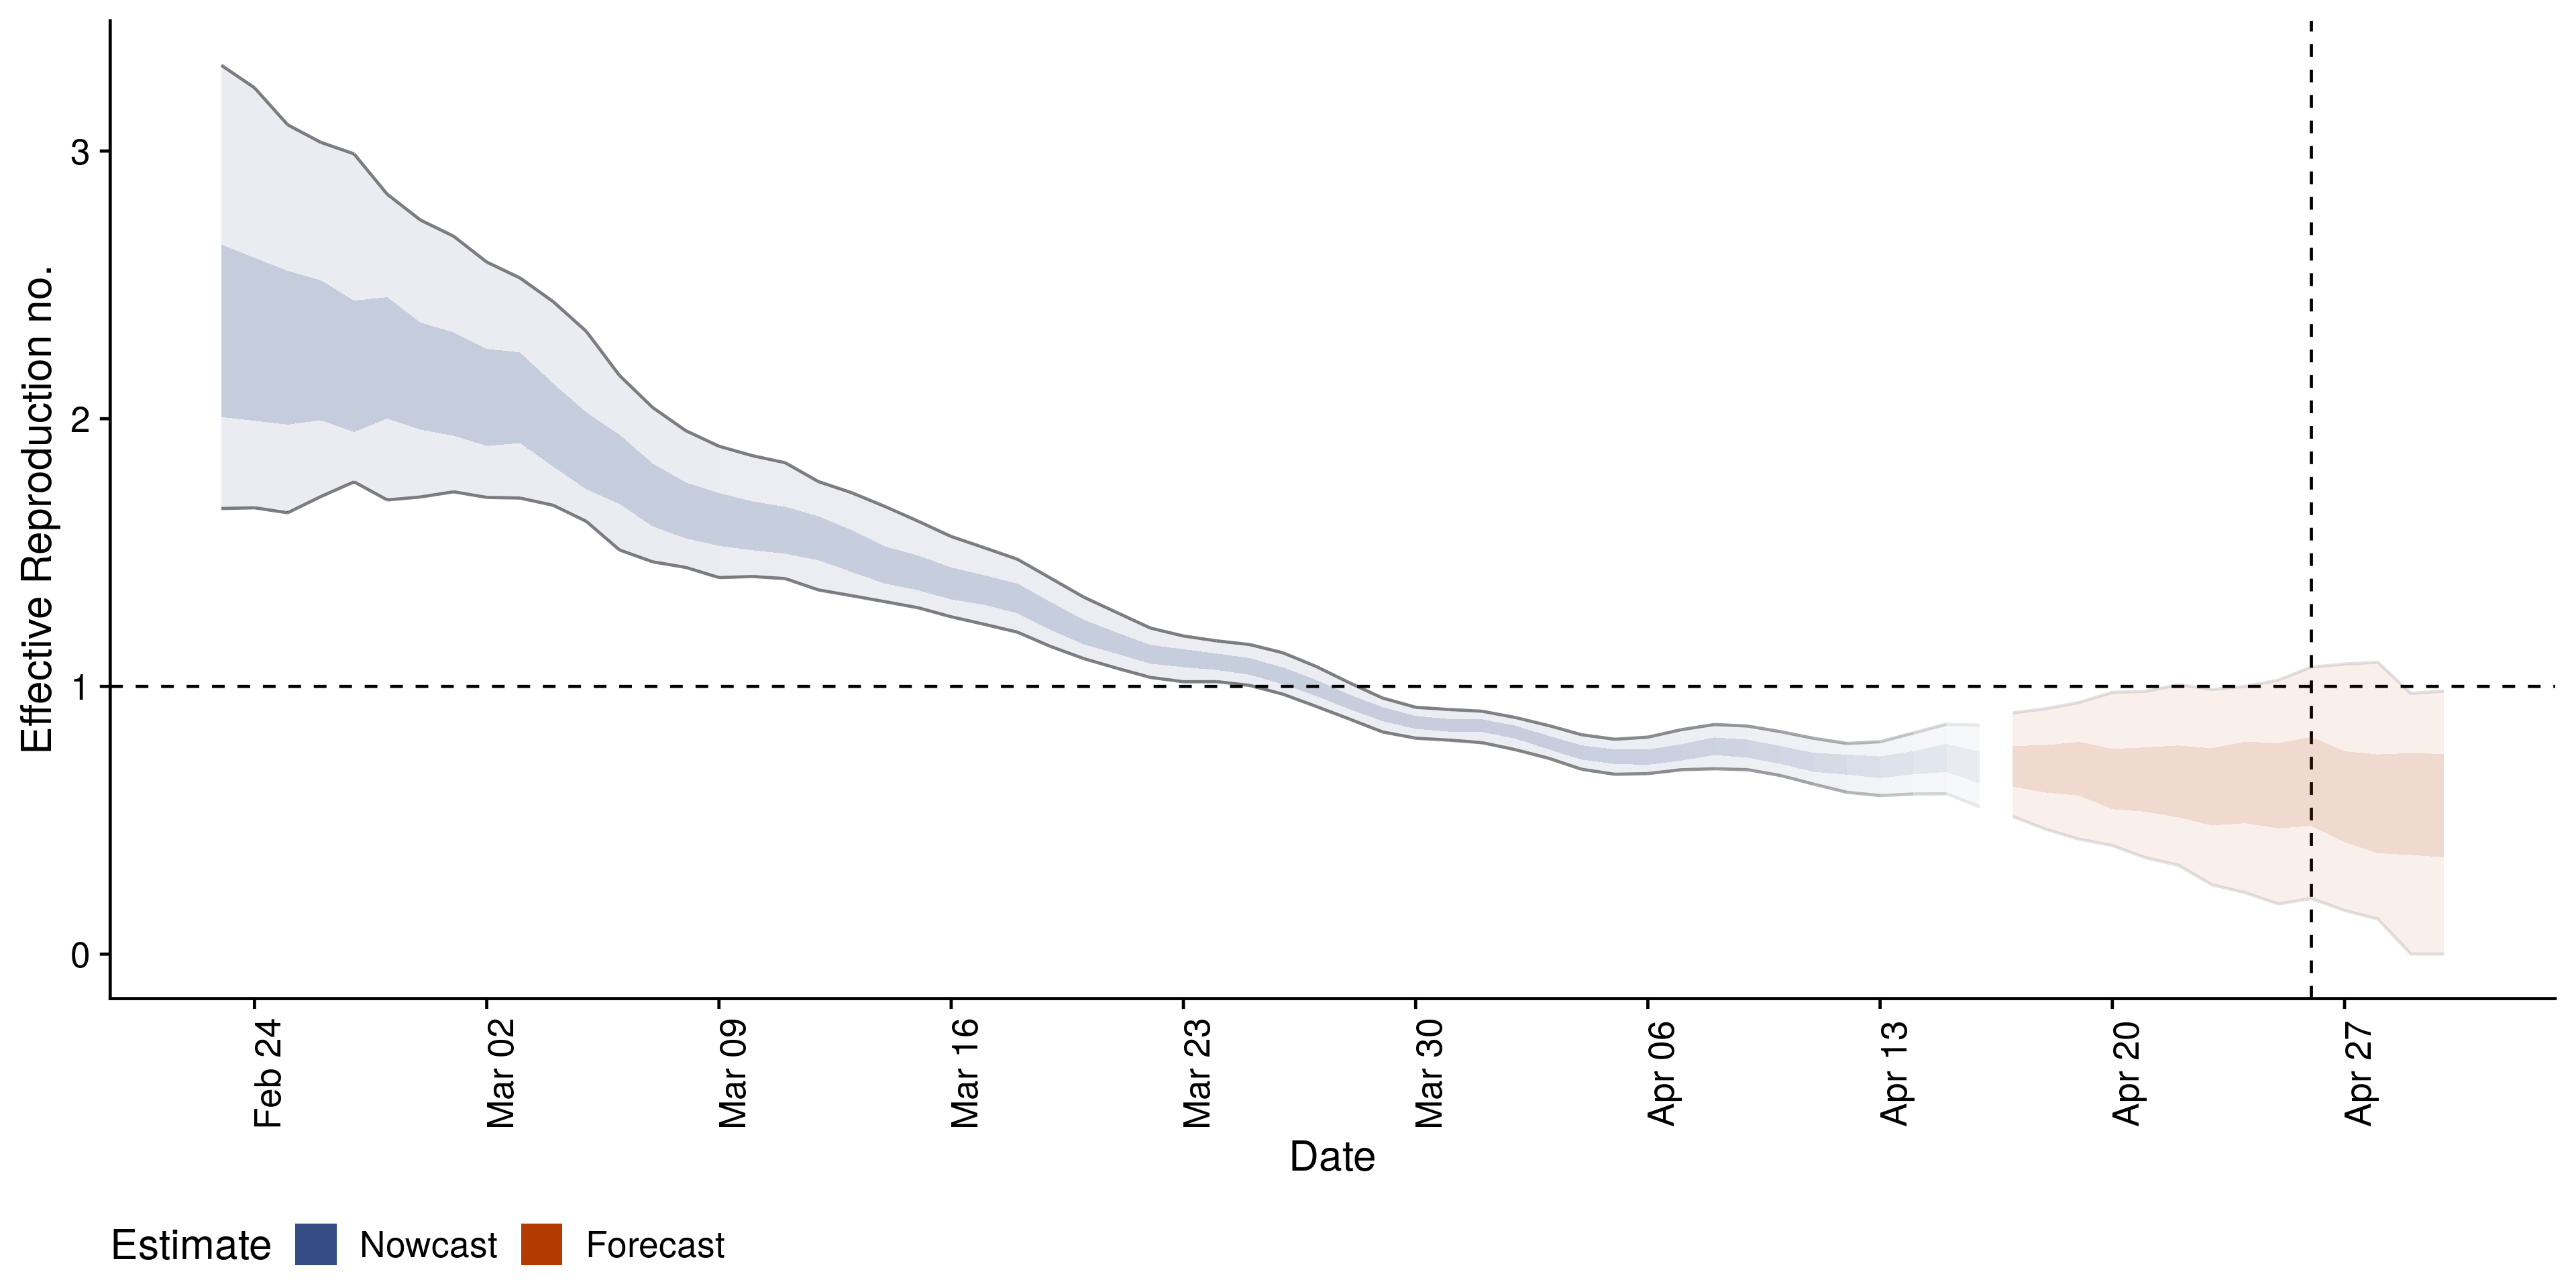 Effective Reproduction no.
3
2
1
0
Feb 24
Mar 02
Mar 09
Mar 16
Mar 23
Mar 30
Apr 06
Apr 13
Apr 20
Apr 27
Date
Estimate Nowcast Forecast